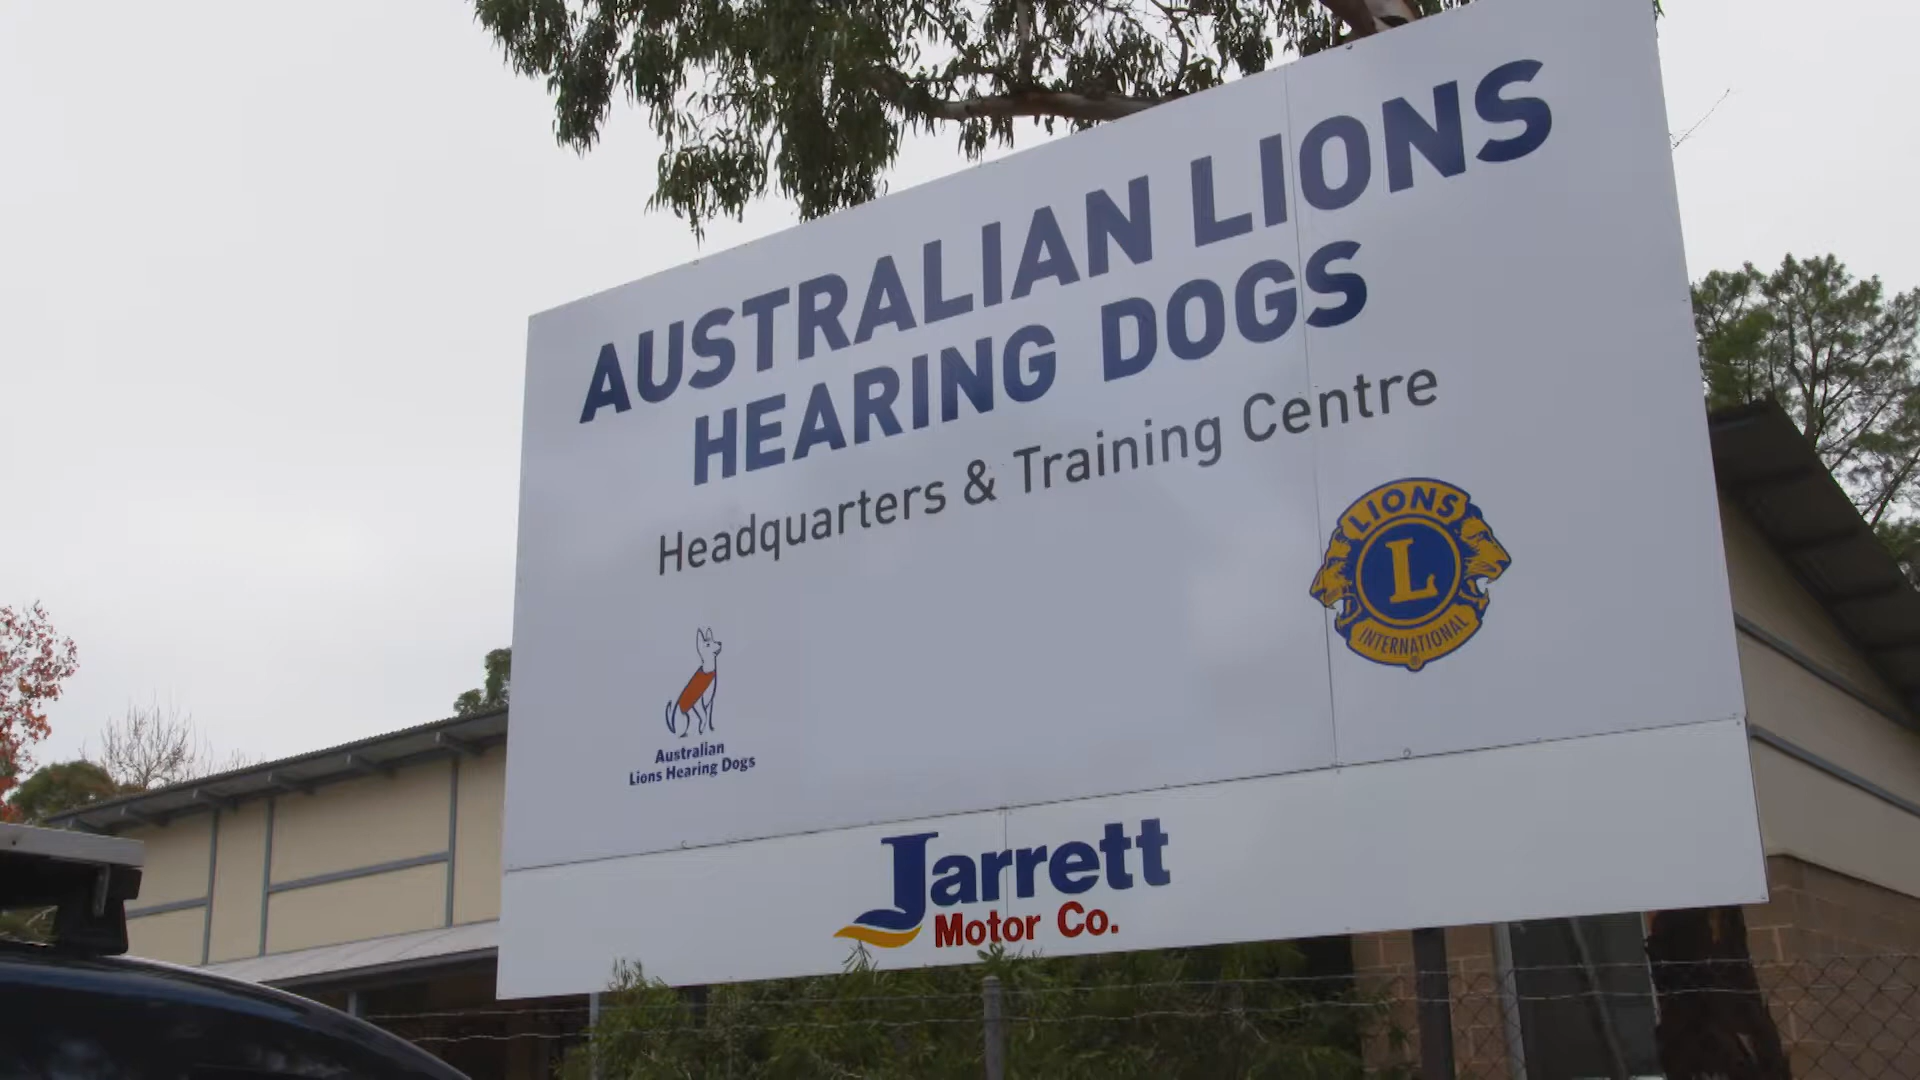 AUSTRALIAN LIONS
HEARING DOGS
Headquarters & Training Centre
LIONS
L
INTERNATIONAL
®
Australian
Lions Hearing Dogs
Jarrett
Motor Co.